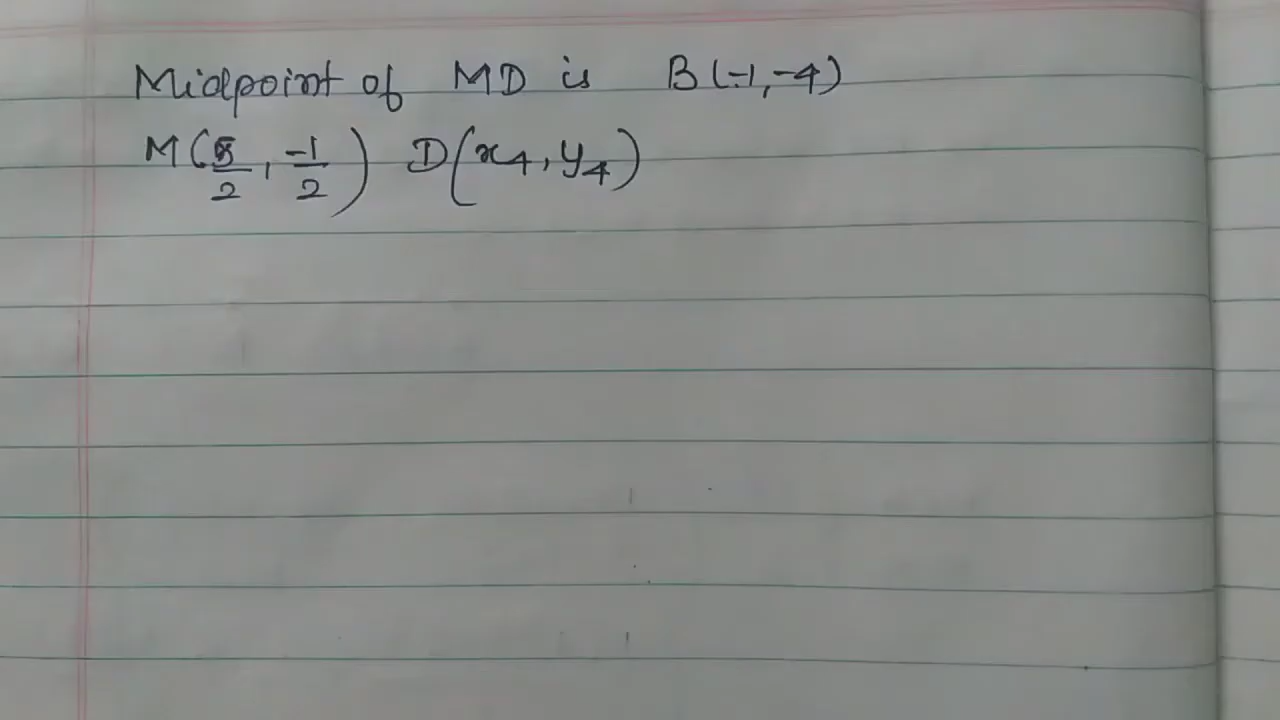 Midpoint of MD is B(-1,-4)
M(5/2, -1/2) D(x4, y4)